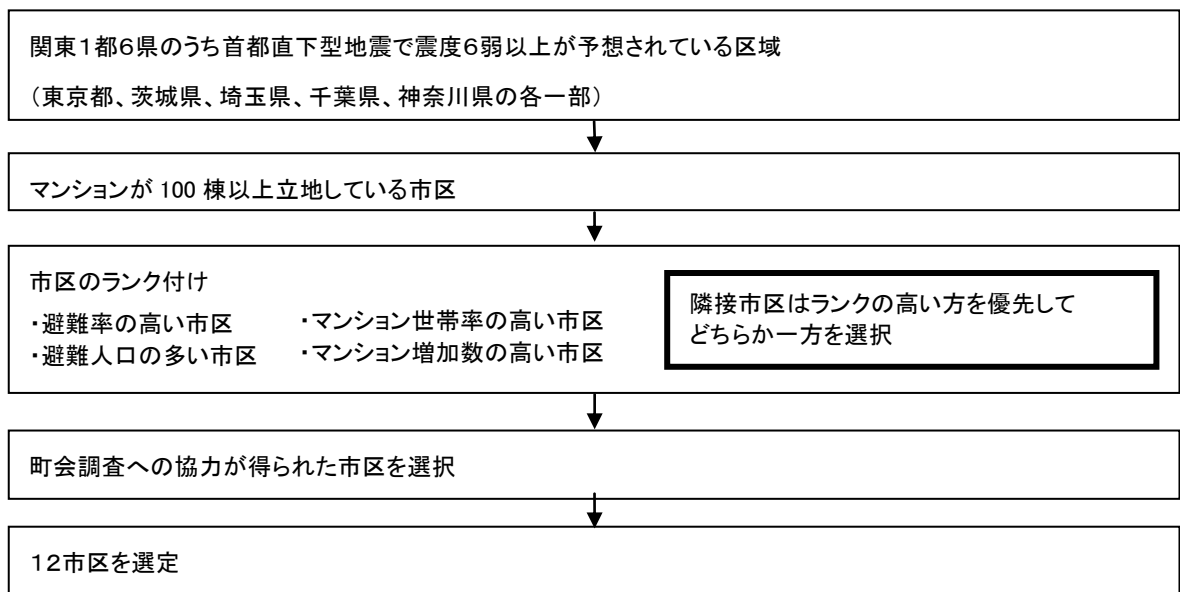 関東1都6県のうち首都直下型地震で震度6弱以上が予想されている区域
(東京都、茨城県、埼玉県、千葉県、神奈川県の各一部)
マンションが 100 棟以上立地している市区
市区のランク付け
・避難率の高い市区
・マンション世帯率の高い市区
・避難人口の多い市区
・マンション増加数の高い市区
隣接市区はランクの高い方を優先して
どちらか一方を選択
町会調査への協力が得られた市区を選択
12市区を選定